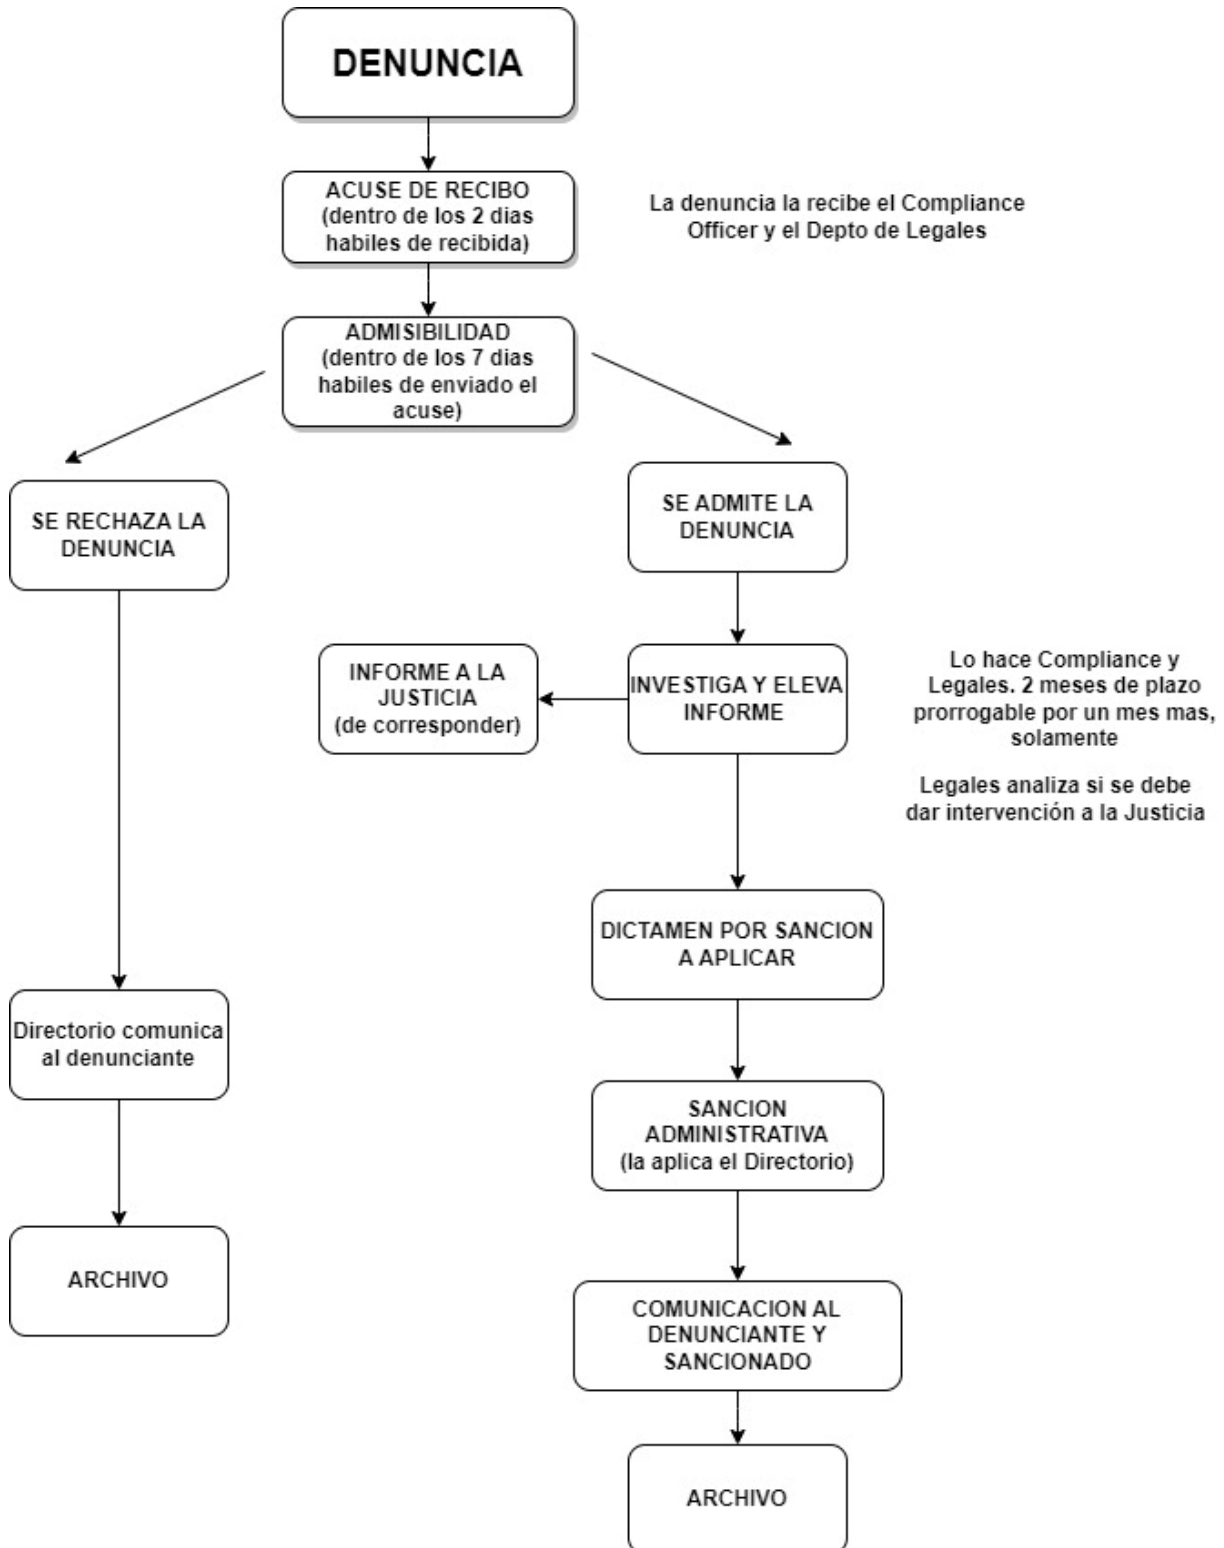 DENUNCIA
ACUSE DE RECIBO
(dentro de los 2 dias
habiles de recibida)
La denuncia la recibe el Compliance
Officer y el Depto de Legales
ADMISIBILIDAD
(dentro de los 7 dias
habiles de enviado el
acuse)
SE RECHAZA LA
DENUNCIA
SE ADMITE LA
DENUNCIA
INFORME A LA
JUSTICIA
(de corresponder)
INVESTIGA Y ELEVA
INFORME
Lo hace Compliance y
Legales. 2 meses de plazo
prorrogable por un mes mas,
solamente
Legales analiza si se debe
dar intervención a la Justicia
DICTAMEN POR SANCION
A APLICAR
Directorio comunica
al denunciante
SANCION
ADMINISTRATIVA
(la aplica el Directorio)
ARCHIVO
COMUNICACION AL
DENUNCIANTE Y
SANCIONADO
ARCHIVO